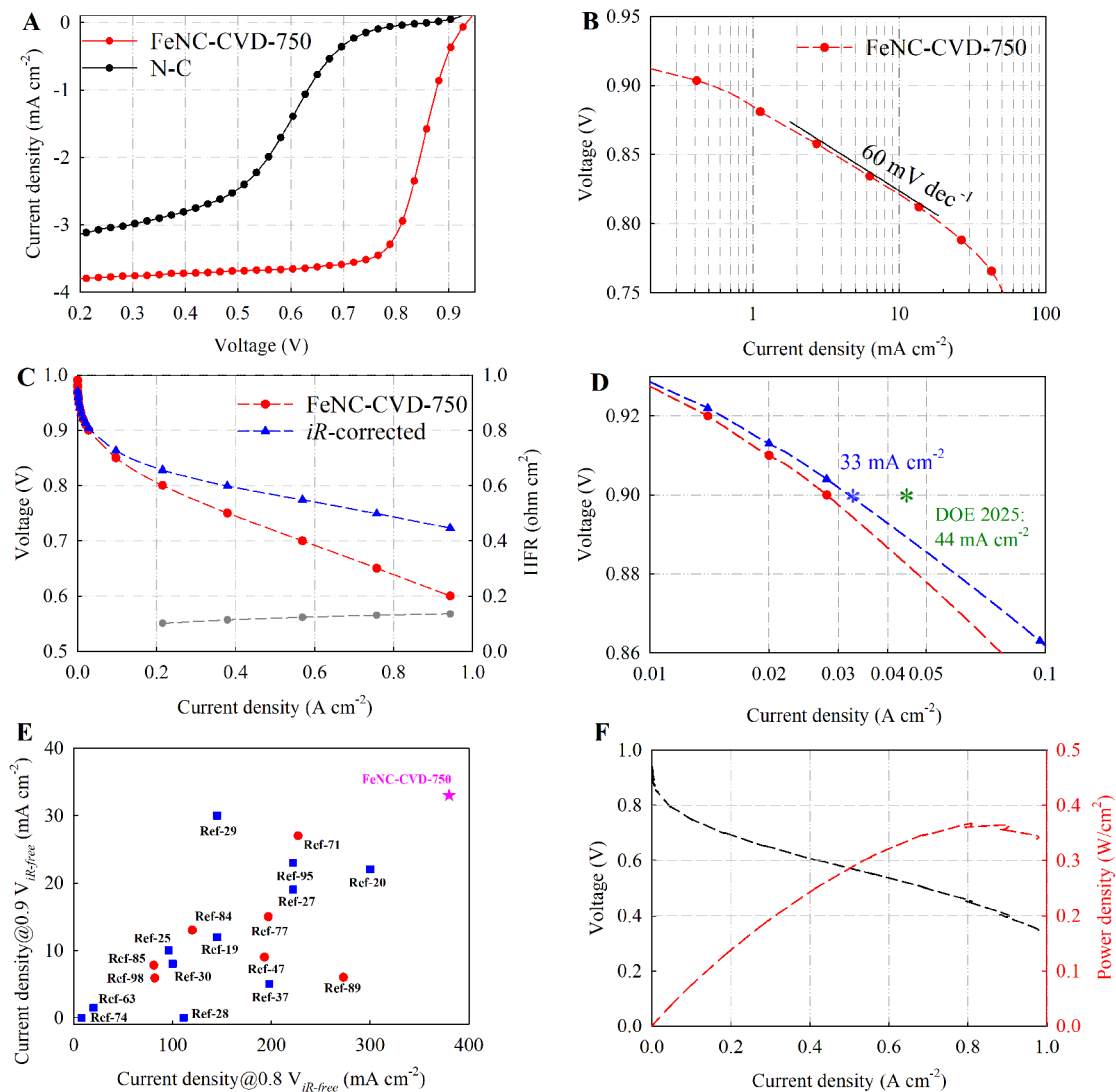 A
FeNC-CVD-750
N-C
Current density (mA cm-2)
0
-1
-2
-3
-4
0.2 0.3 0.4 0.5 0.6 0.7 0.8 0.9
Voltage (V)
B
FeNC-CVD-750
60 mV dec-1
Voltage (V)
0.95
0.90
0.85
0.80
0.75
1 10 100
Current density (mA cm-2)
C
FeNC-CVD-750
iR-corrected
Voltage (V)
1.0
0.9
0.8
0.7
0.6
0.5
HFR (ohm cm2)
1.0
0.8
0.6
0.4
0.2
0.0
0.0 0.2 0.4 0.6 0.8 1.0
Current density (A cm-2)
D
33 mA cm-2
DOE 2025:
44 mA cm-2
Voltage (V)
0.92
0.90
0.88
0.86
0.01 0.02 0.03 0.04 0.05 0.1
Current density (A cm-2)
E
FeNC-CVD-750
Ref-29
Ref-71
Ref-95
Ref-20
Ref-27
Ref-84
Ref-77
Ref-25
Ref-19
Ref-85
Ref-47
Ref-98
Ref-30
Ref-89
Ref-37
Ref-63
Ref-74
Ref-28
Current density@0.9 ViR-free (mA cm-2)
40
30
20
10
0
0 100 200 300 400
Current density@0.8 ViR-free (mA cm-2)
F
Voltage (V)
1.0
0.8
0.6
0.4
0.2
0.0
Power density (W/cm2)
0.5
0.4
0.3
0.2
0.1
0.0
0.0 0.2 0.4 0.6 0.8 1.0
Current density (A cm-2)